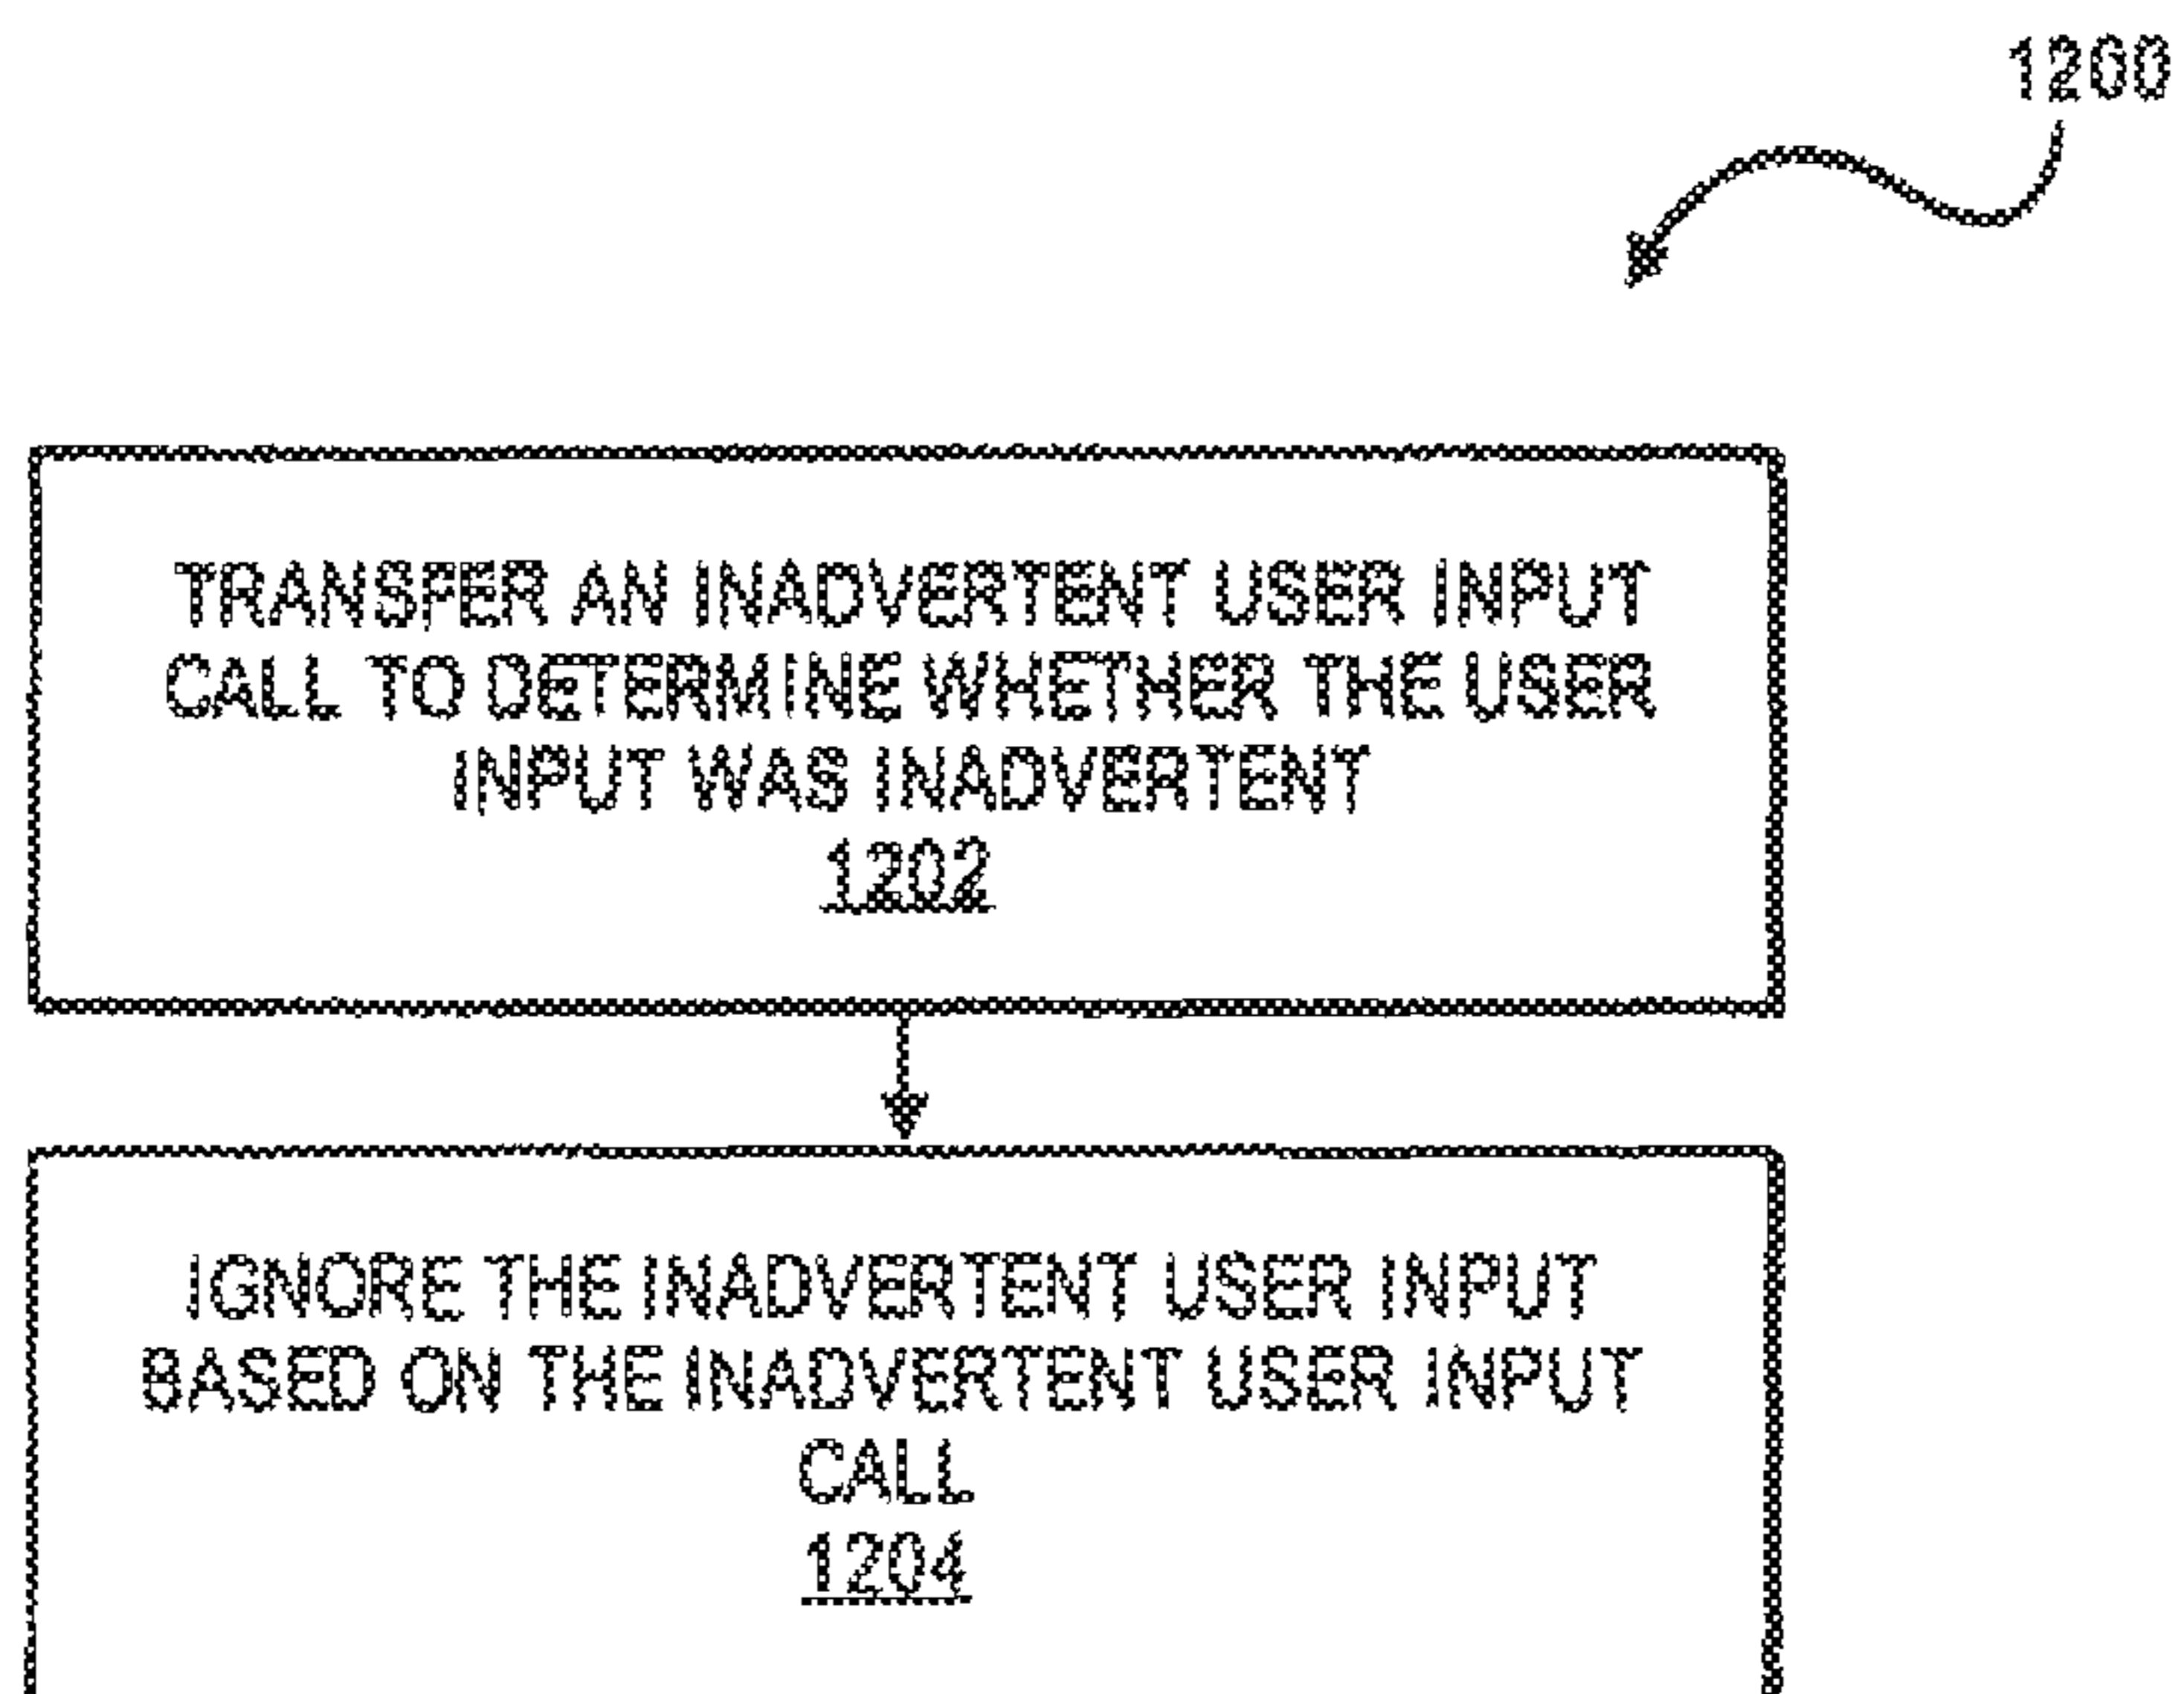 1200
TRANSFER AN INADVERTENT USER INPUT
CALL TO DETERMINE WHETHER THE USER
INPUT WAS INADVERTENT
1202
IGNORE THE INADVERTENT USER INPUT
BASED ON THE INADVERTENT USER INPUT
CALL
1204